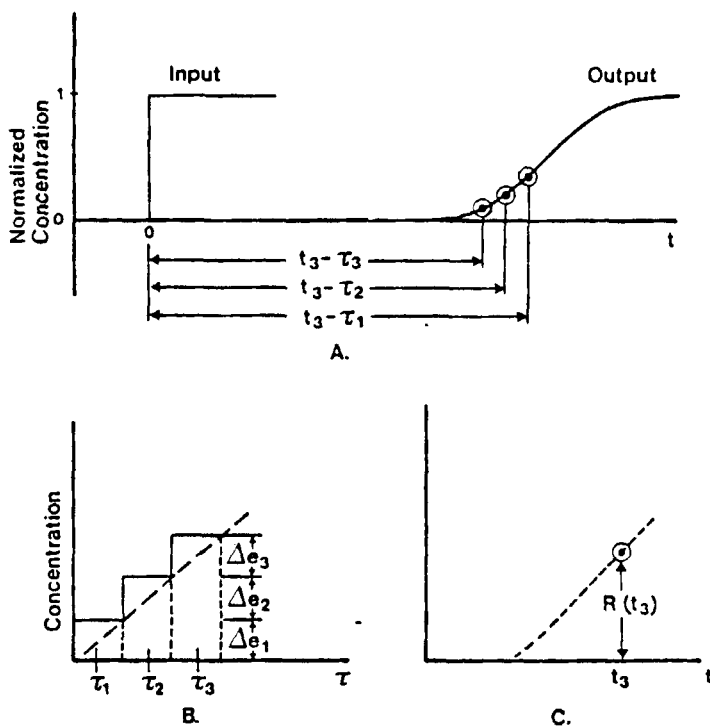 Input
Output
1
Normalized
Concentration
0
0
t
t₃-τ₃
t₃-τ₂
t₃-τ₁
A.
Concentration
Δe₃
Δe₂
Δe₁
τ₁ τ₂ τ₃ τ
B.
R(t₃)
t₃ t
C.